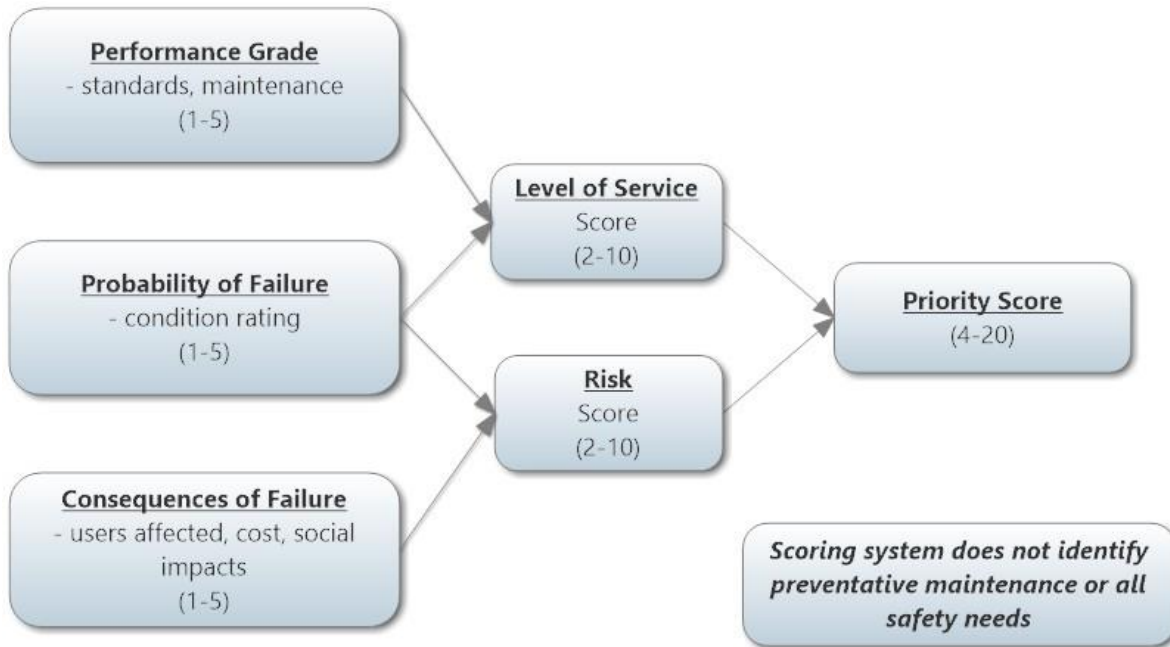 Performance Grade
- standards, maintenance
(1-5)
Probability of Failure
- condition rating
(1-5)
Consequences of Failure
- users affected, cost, social
impacts
(1-5)
Level of Service
Score
(2-10)
Risk
Score
(2-10)
Priority Score
(4-20)
Scoring system does not identify
preventative maintenance or all
safety needs